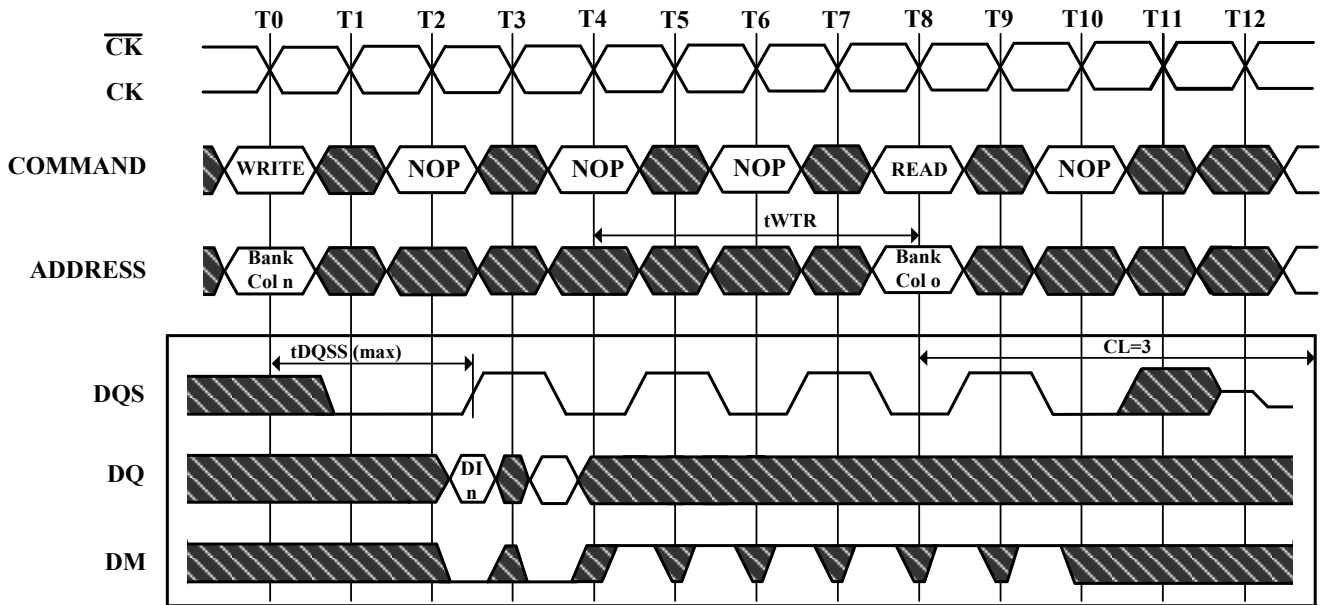 T0 T1 T2 T3 T4 T5 T6 T7 T8 T9 T10 T11 T12
CK
CK
COMMAND WRITE NOP NOP NOP READ NOP
tWTR
ADDRESS Bank Col n Bank Col o
tDQSS (max) CL=3
DQS
DQ DI n
DM